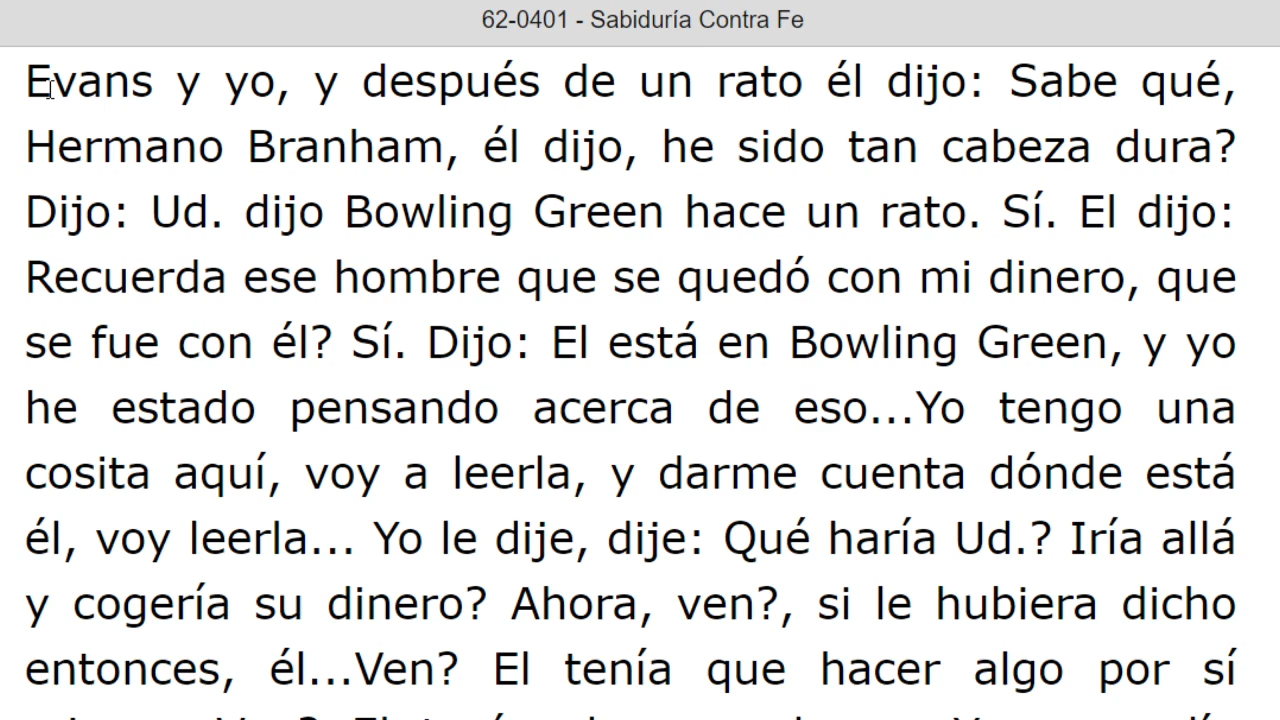 62-0401 - Sabiduría Contra Fe
Evans y yo, y después de un rato él dijo: Sabe qué,
Hermano Branham, él dijo, he sido tan cabeza dura?
Dijo: Ud. dijo Bowling Green hace un rato. Sí. El dijo:
Recuerda ese hombre que se quedó con mi dinero, que
se fue con él? Sí. Dijo: El está en Bowling Green, y yo
he estado pensando acerca de eso...Yo tengo una
cosita aquí, voy a leerla, y darme cuenta dónde está
él, voy leerla... Yo le dije, dije: Qué haría Ud.? Iría allá
y cogería su dinero? Ahora, ven?, si le hubiera dicho
entonces, él...Ven? El tenía que hacer algo por sí